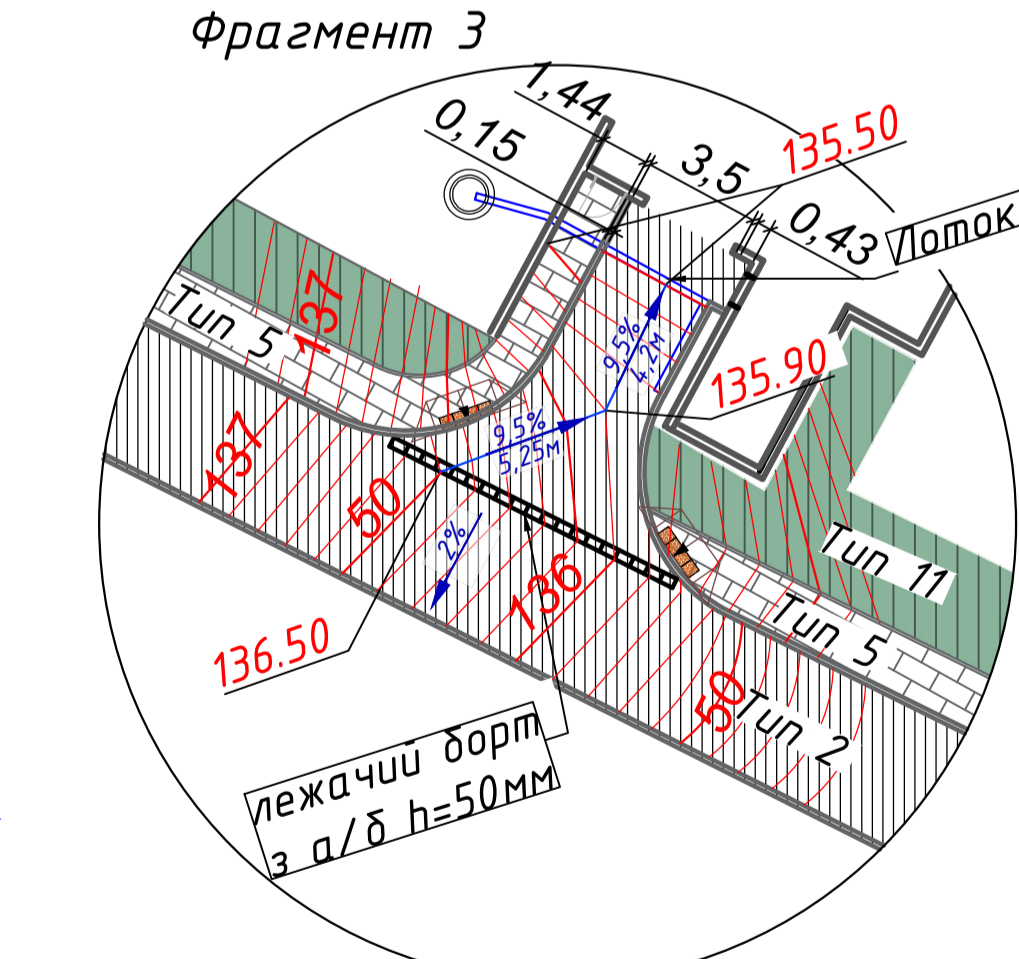 Фрагмент 3
1,44
0,15
3,5
135.50
0,43
Лоток
137
Тип 5
9,5%
4,2м
135.90
137
9,5%
5,25м
50
2%
136
Тип 11
Тип 5
136.50
50
Тип 2
лежачий борт
з а/б h=50мм